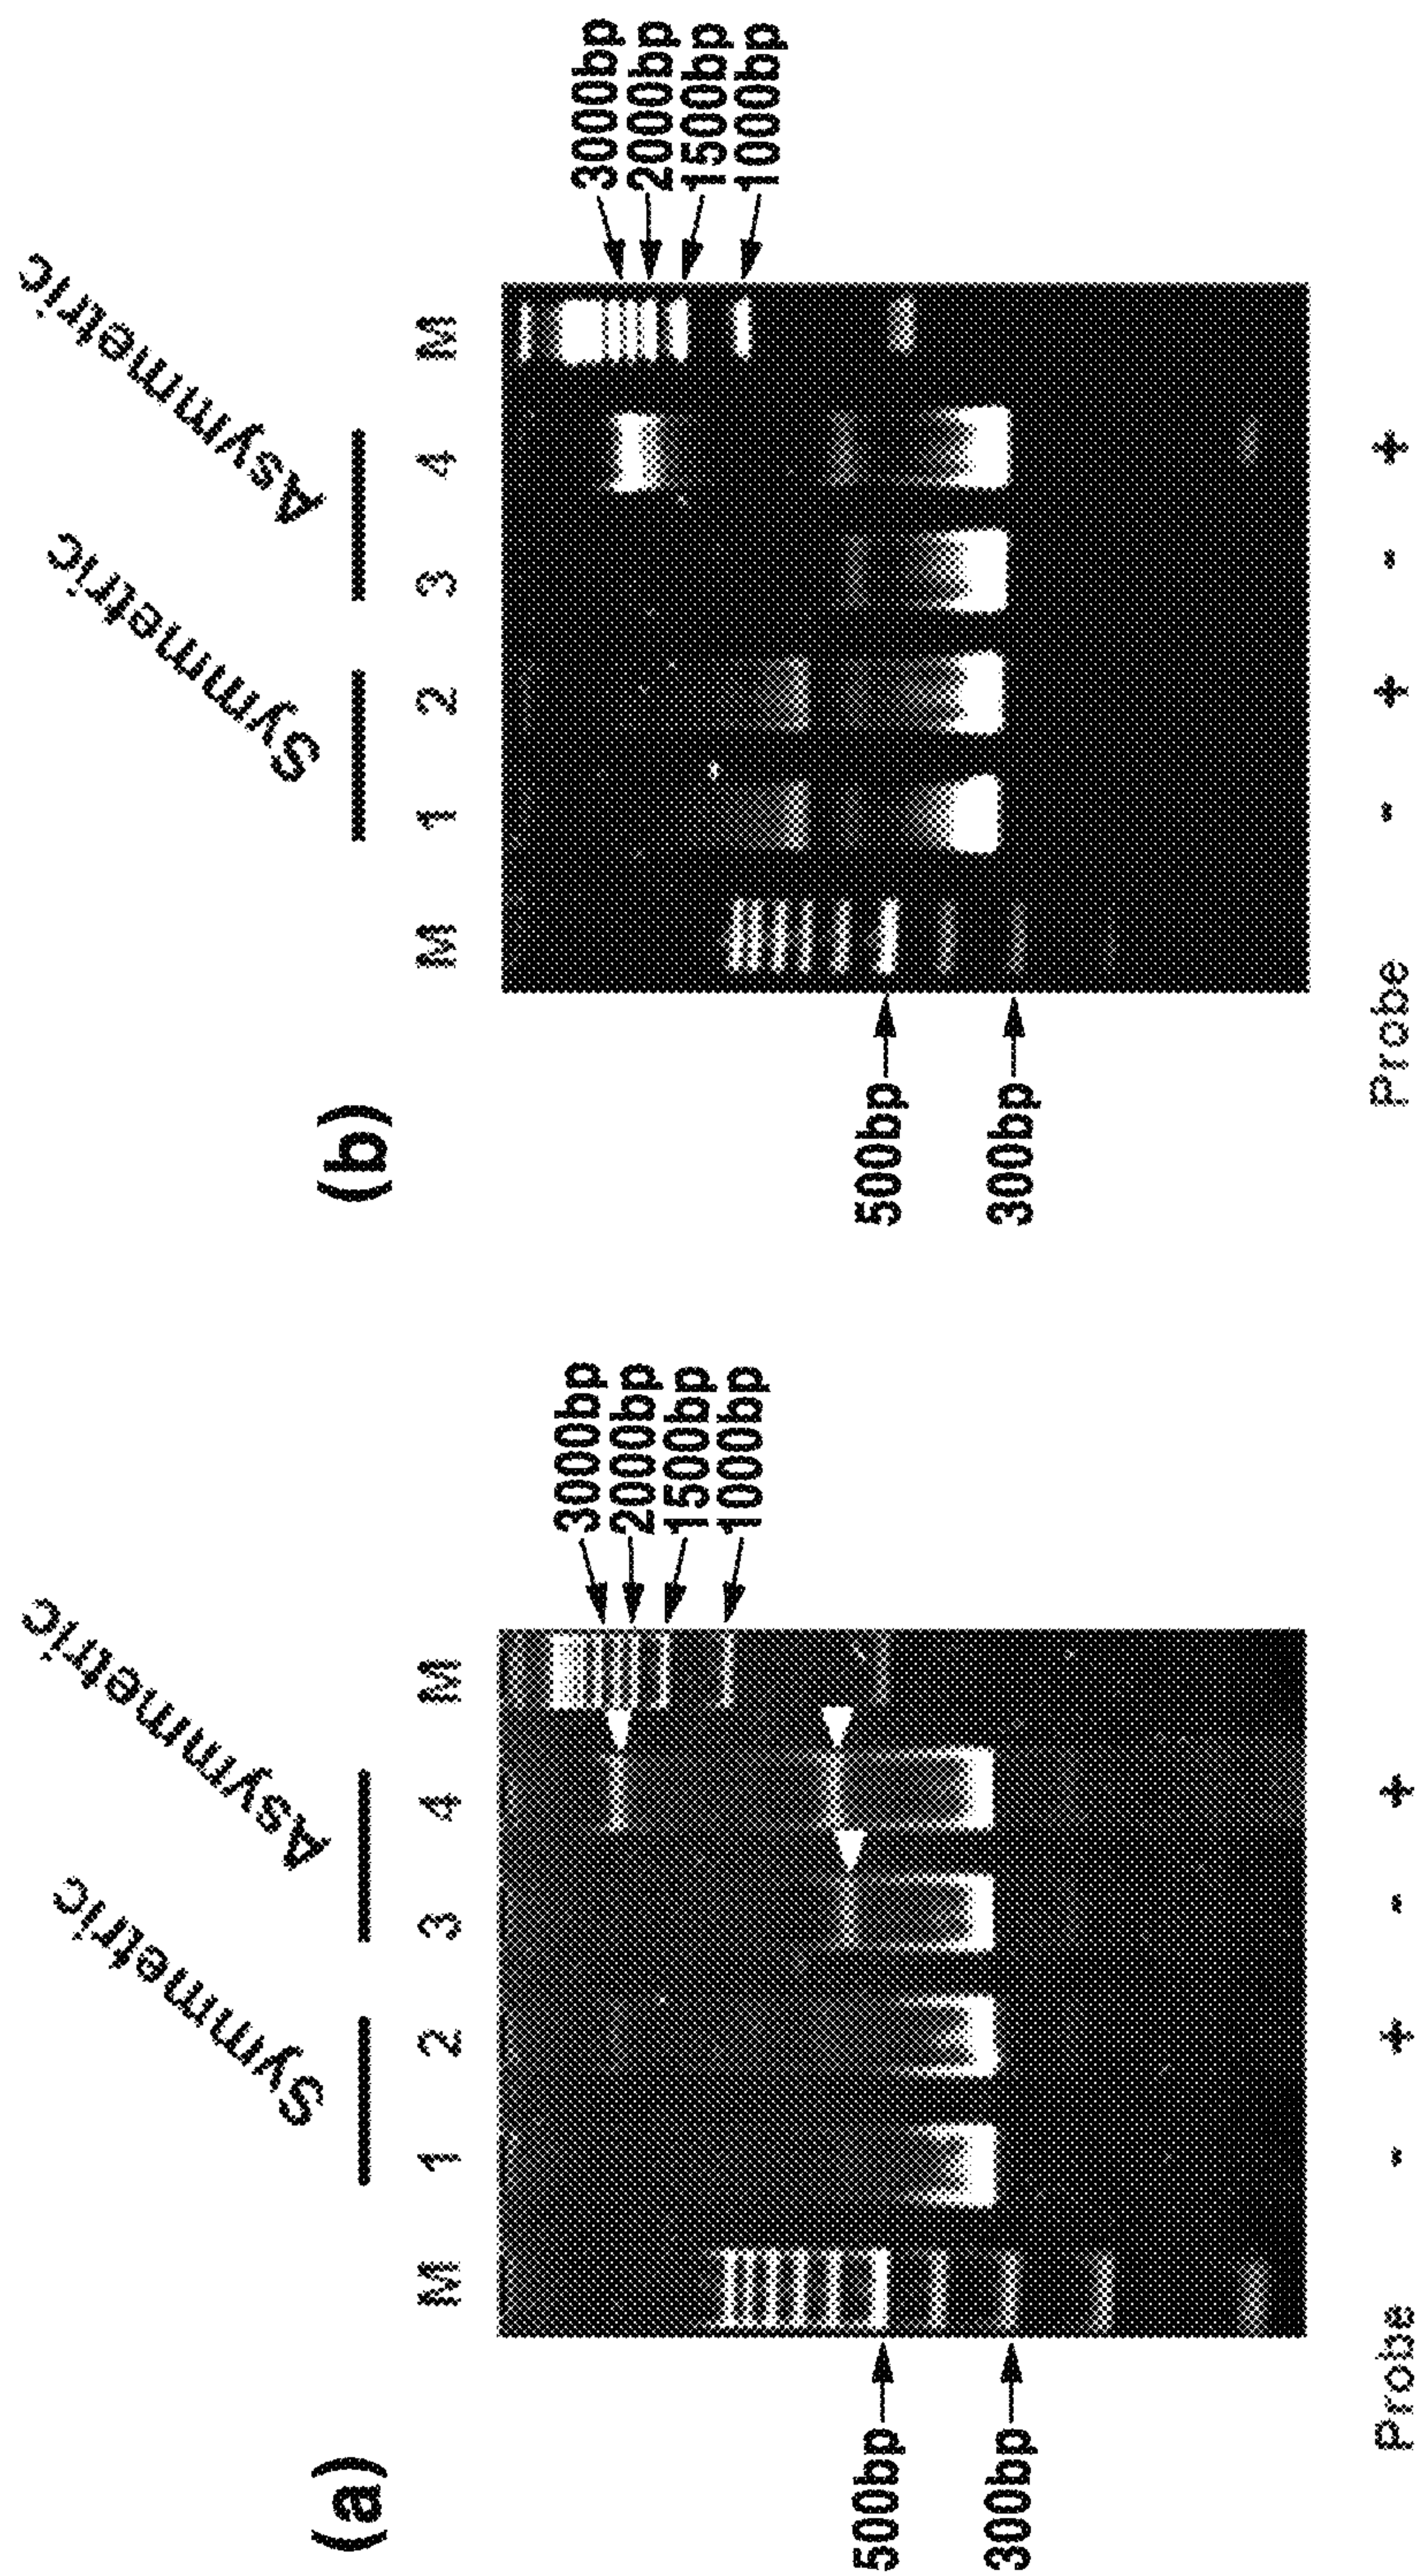 (a)
Symmetric Asymmetric
M 1 2 3 4 M
3000bp
2000bp
1500bp
1000bp
500bp
300bp
Probe - + - +
(b)
Symmetric Asymmetric
M 1 2 3 4 M
3000bp
2000bp
1500bp
1000bp
500bp
300bp
Probe - + - +